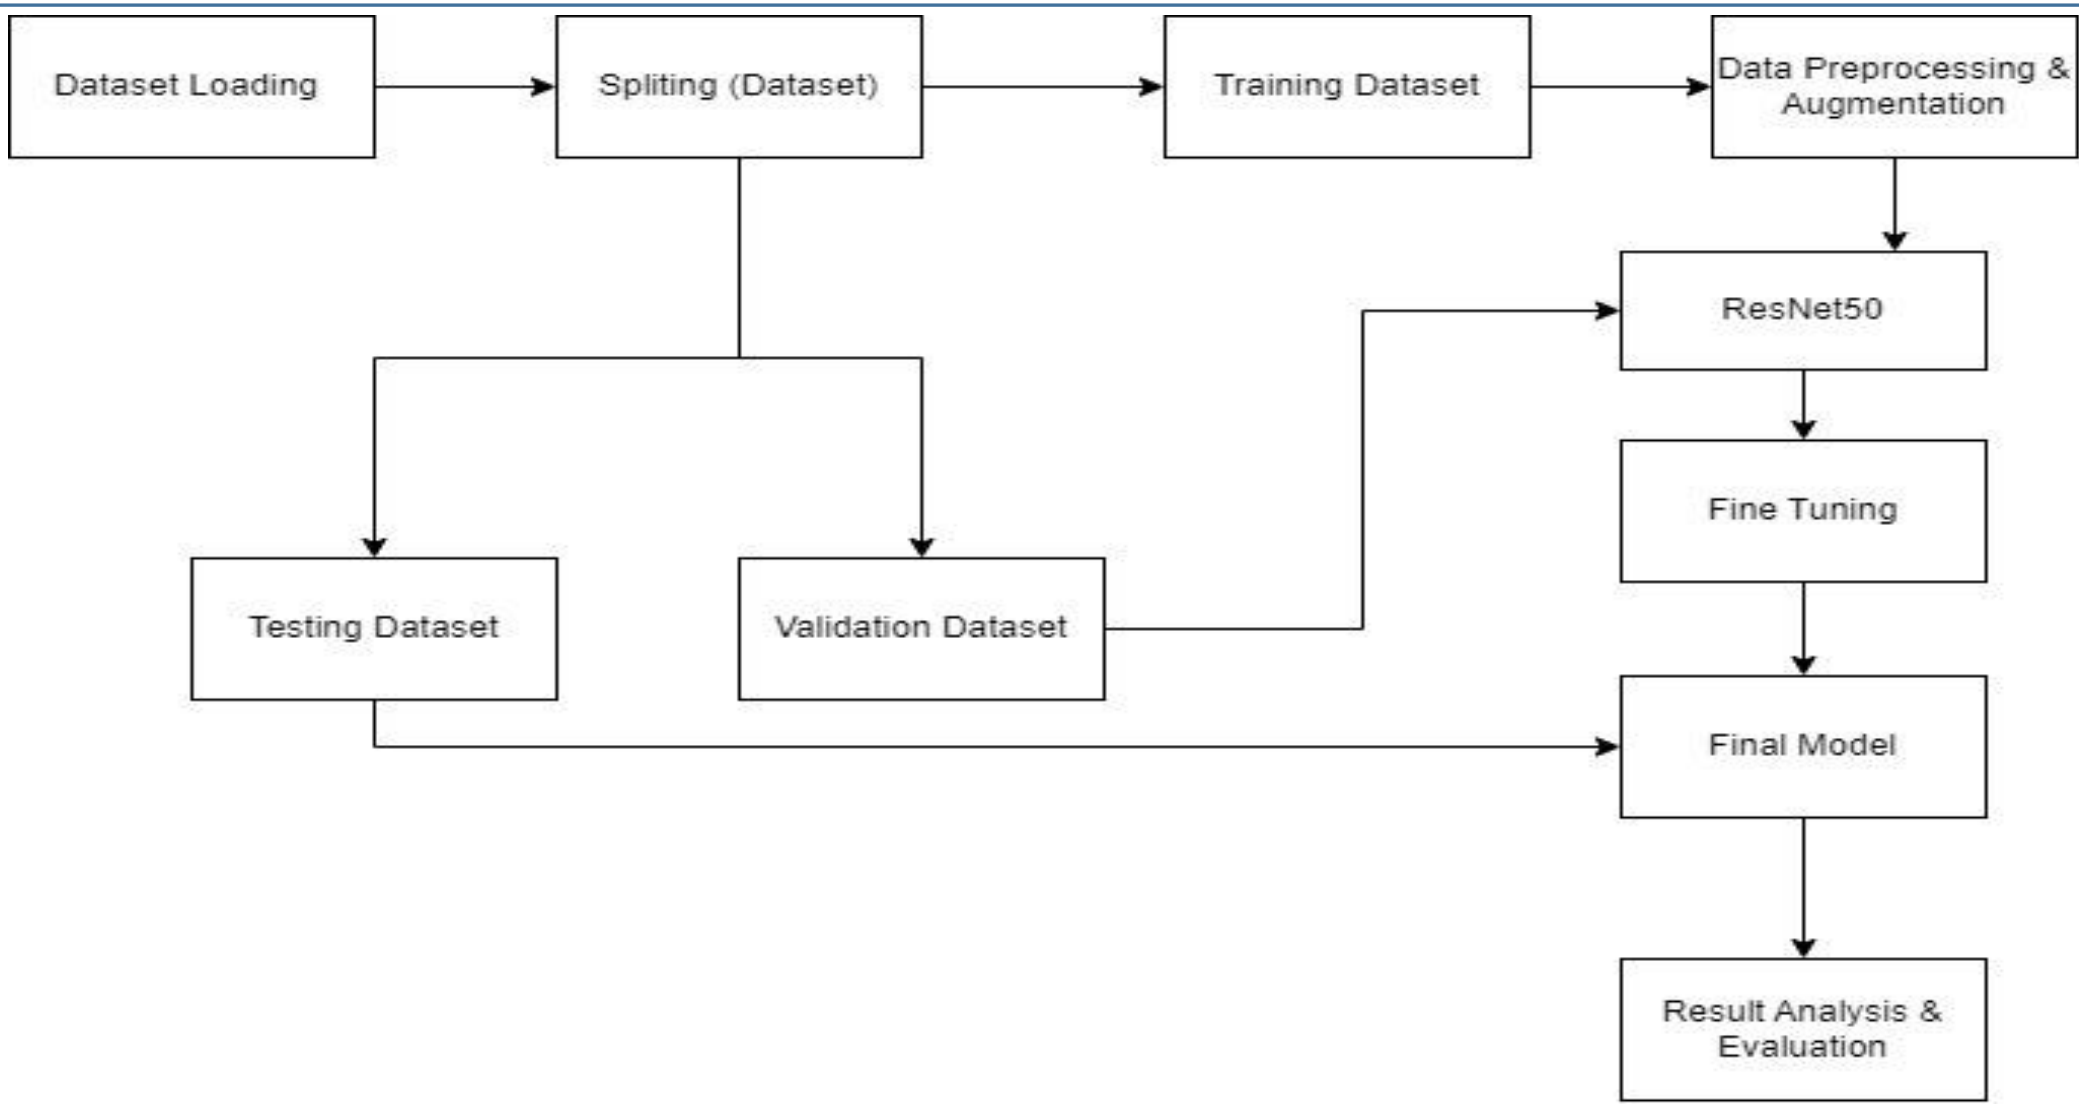 Dataset Loading
Spliting (Dataset)
Training Dataset
Data Preprocessing &
Augmentation
ResNet50
Fine Tuning
Testing Dataset
Validation Dataset
Final Model
Result Analysis &
Evaluation